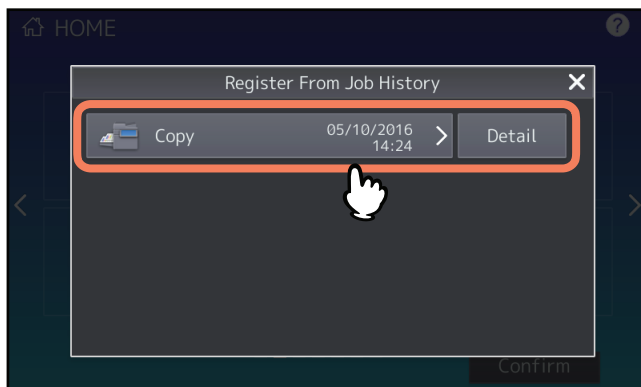 HOME
?
Register From Job History
Copy
05/10/2016
14:24
Detail
Confirm